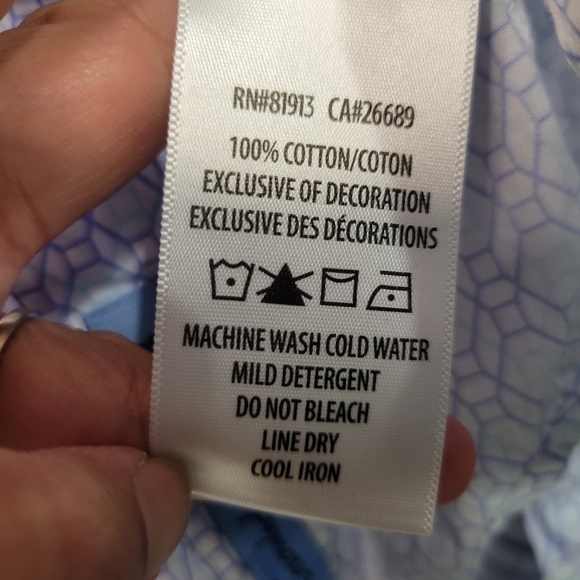 RN#81913 CA#26689
100% COTTON/COTON
EXCLUSIVE OF DECORATION
EXCLUSIVE DES DÉCORATIONS
MACHINE WASH COLD WATER
MILD DETERGENT
DO NOT BLEACH
LINE DRY
COOL IRON